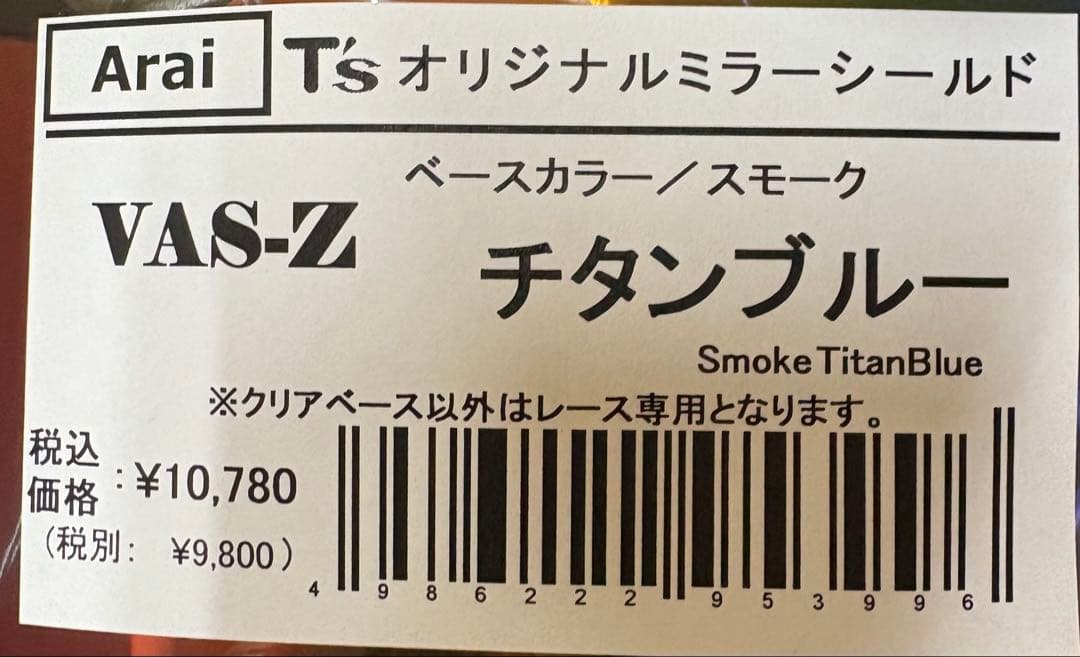 Arai T's オリジナルミラーシールド
ベースカラー／スモーク
VAS-Z
チタンブルー
Smoke TitanBlue
※クリアベース以外はレース専用となります。
税込
価格:¥10,780
（税別: ¥9,800）
4 986222 953996